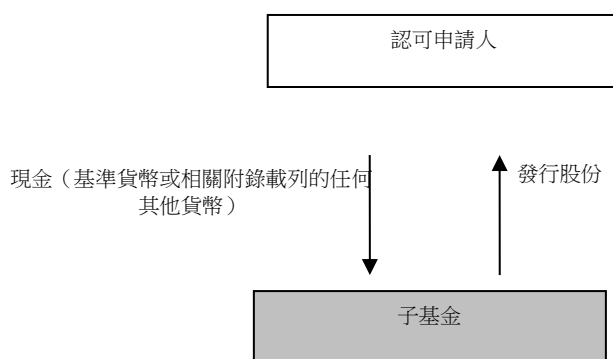 認可申請人
現金（基準貨幣或相關附錄載列的任何
其他貨幣）
發行股份
子基金